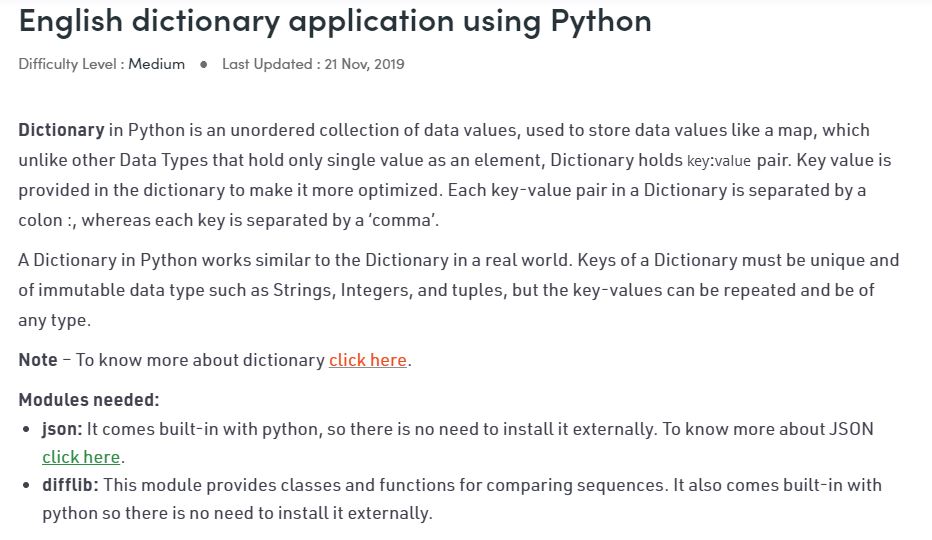 English dictionary application using Python
Difficulty Level : Medium ● Last Updated : 21 Nov, 2019
Dictionary in Python is an unordered collection of data values, used to store data values like a map, which
unlike other Data Types that hold only single value as an element, Dictionary holds key:value pair. Key value is
provided in the dictionary to make it more optimized. Each key-value pair in a Dictionary is separated by a
colon :, whereas each key is separated by a ‘comma’.
A Dictionary in Python works similar to the Dictionary in a real world. Keys of a Dictionary must be unique and
of immutable data type such as Strings, Integers, and tuples, but the key-values can be repeated and be of
any type.
Note – To know more about dictionary click here.
Modules needed:
• json: It comes built-in with python, so there is no need to install it externally. To know more about JSON
click here.
• difflib: This module provides classes and functions for comparing sequences. It also comes built-in with
python so there is no need to install it externally.